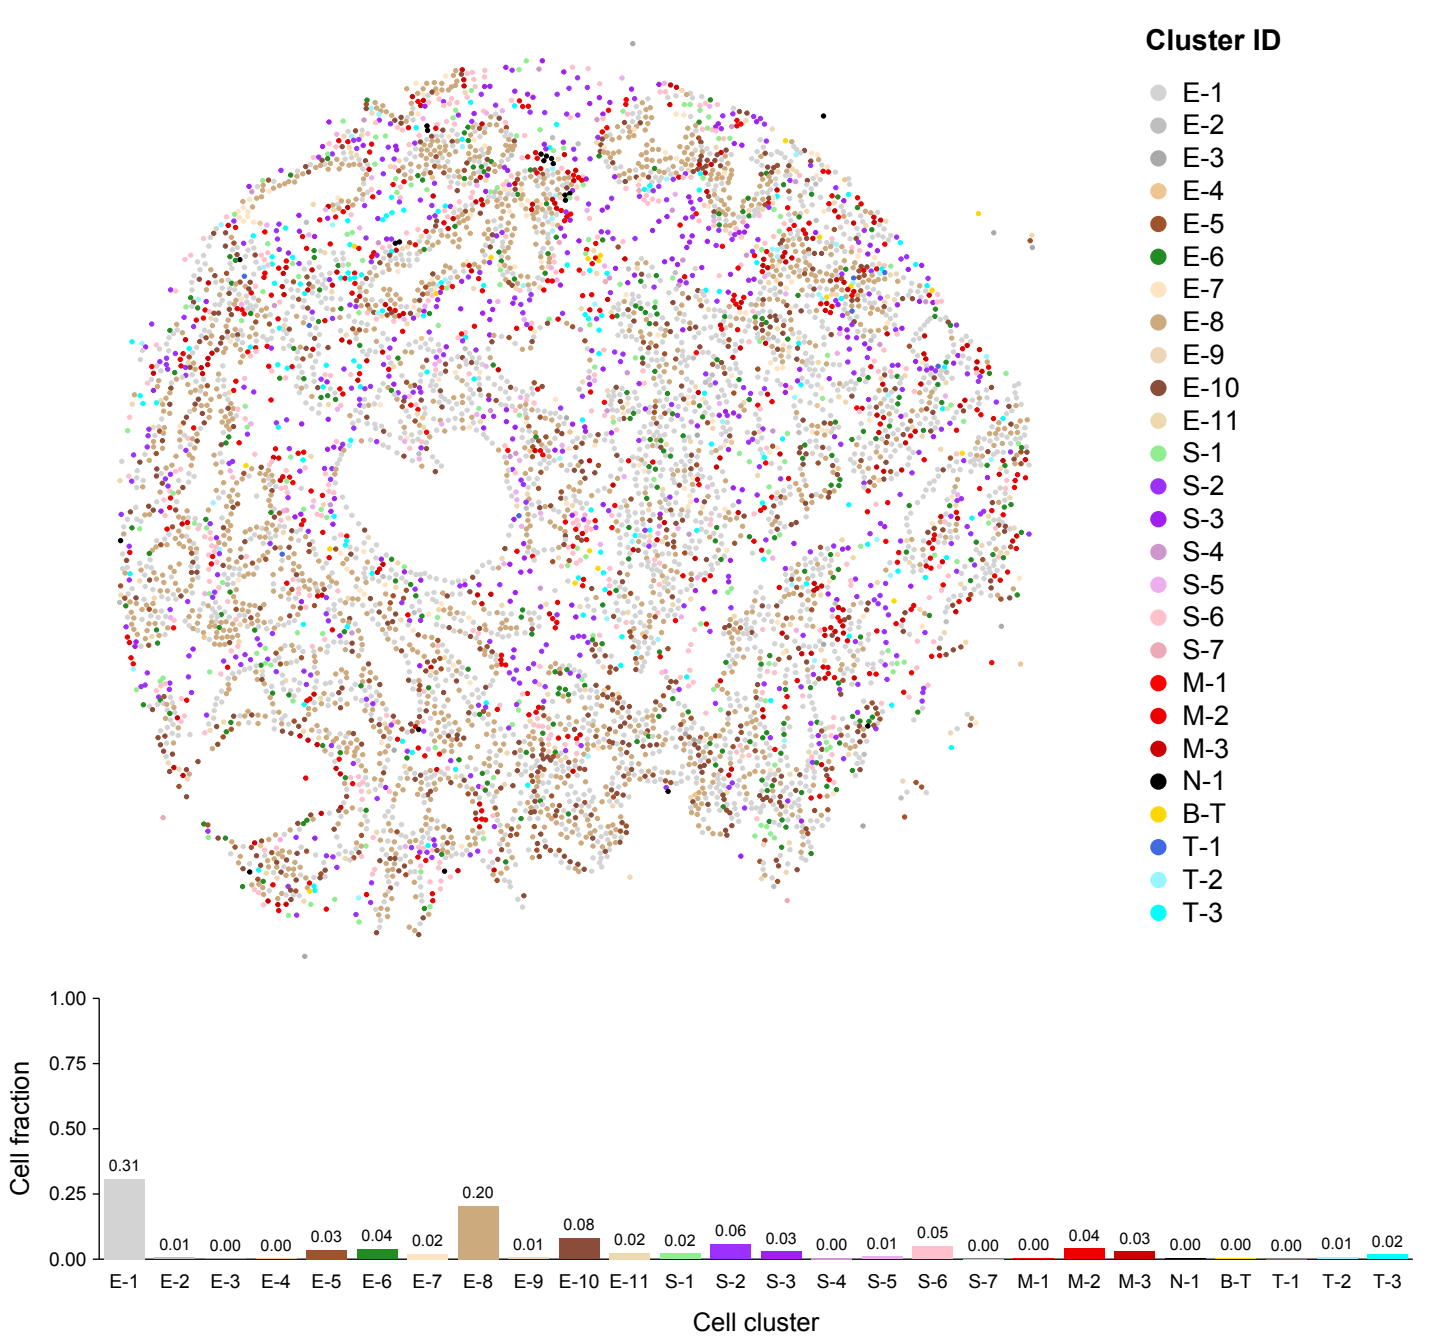 Cluster ID
E-1
E-2
E-3
E-4
E-5
E-6
E-7
E-8
E-9
E-10
E-11
S-1
S-2
S-3
S-4
S-5
S-6
S-7
M-1
M-2
M-3
N-1
B-T
T-1
T-2
T-3
1.00
0.75
0.50
0.25
0.00
Cell fraction
0.31 0.01 0.00 0.00 0.03 0.04 0.02 0.20 0.01 0.08 0.02 0.02 0.06 0.03 0.00 0.01 0.05 0.00 0.00 0.04 0.03 0.00 0.00 0.00 0.01 0.02
E-1 E-2 E-3 E-4 E-5 E-6 E-7 E-8 E-9 E-10 E-11 S-1 S-2 S-3 S-4 S-5 S-6 S-7 M-1 M-2 M-3 N-1 B-T T-1 T-2 T-3
Cell cluster